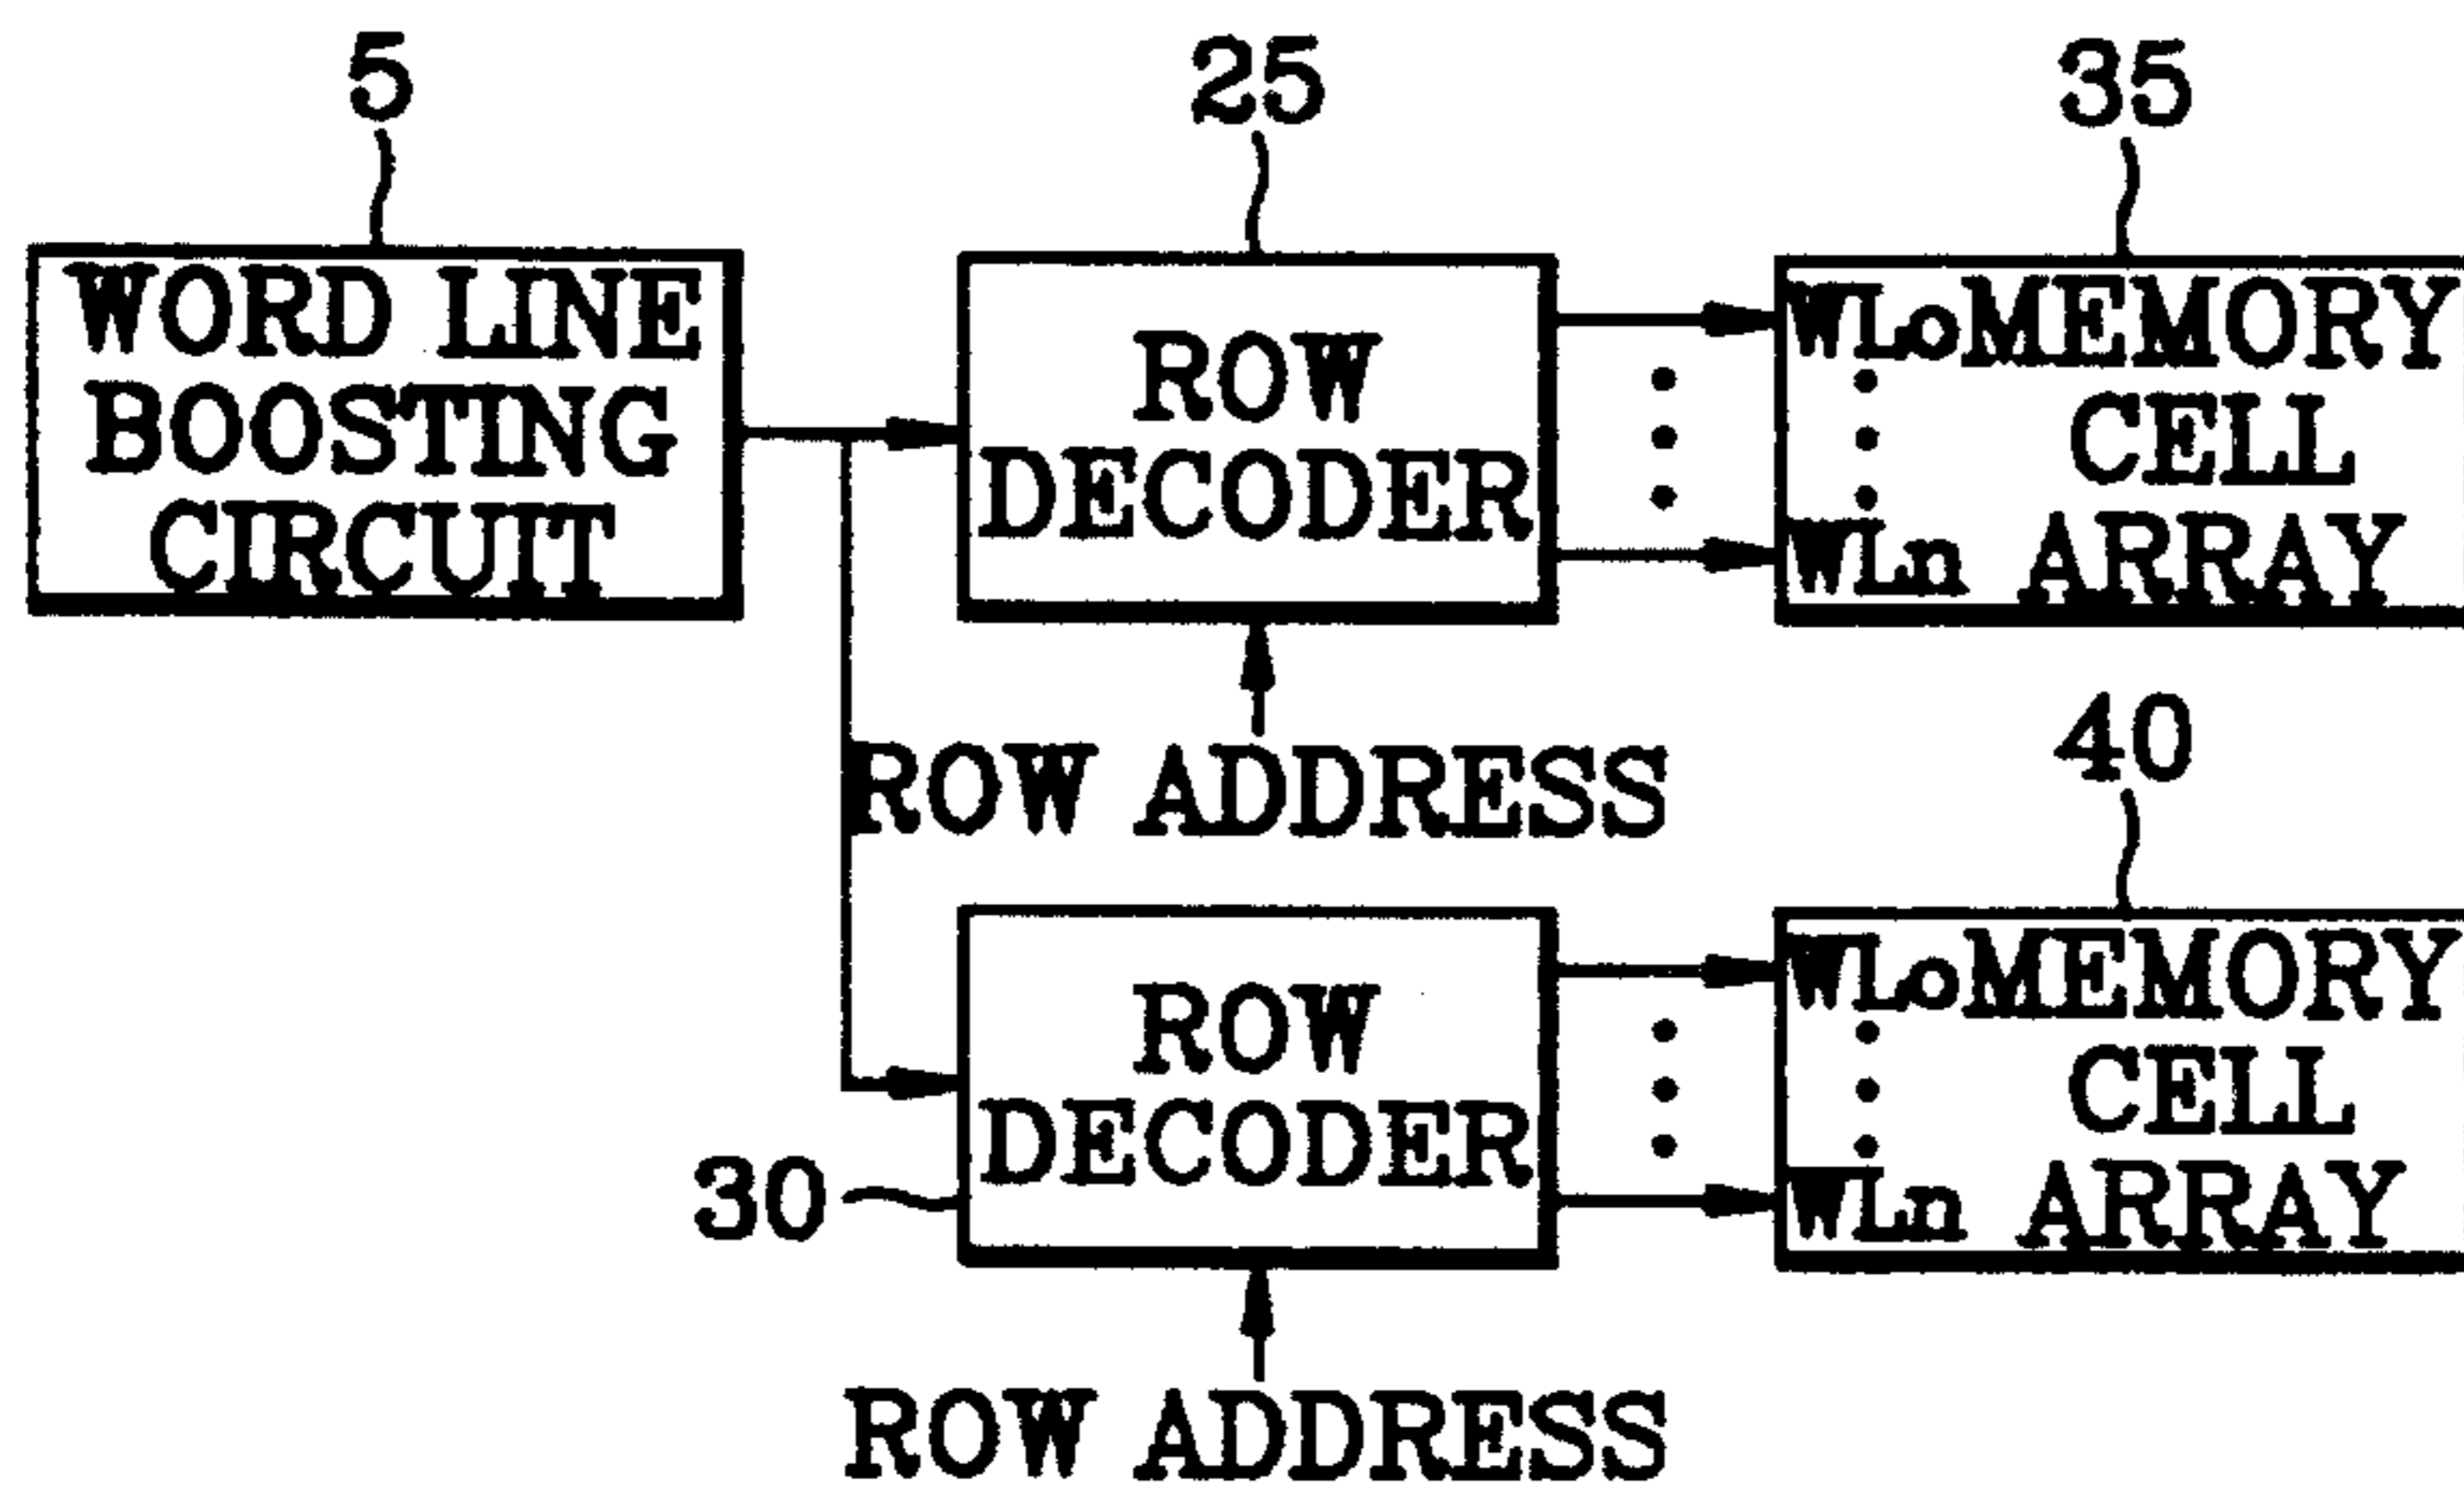 5
25
35
WORD LINE
BOOSTING
CIRCUIT
ROW
DECODER
WLo MEMORY
CELL
WLn ARRAY
ROW ADDRESS
40
ROW
DECODER
30
WLo MEMORY
CELL
WLn ARRAY
ROW ADDRESS